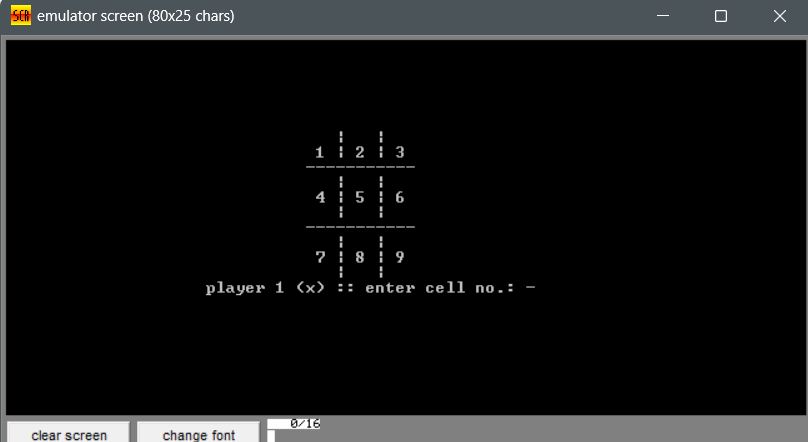 SCR emulator screen (80x25 chars)
1 ¦ 2 ¦ 3
4 ¦ 5 ¦ 6
7 ¦ 8 ¦ 9
player 1 (x) :: enter cell no.: _
clear screen change font 0/16